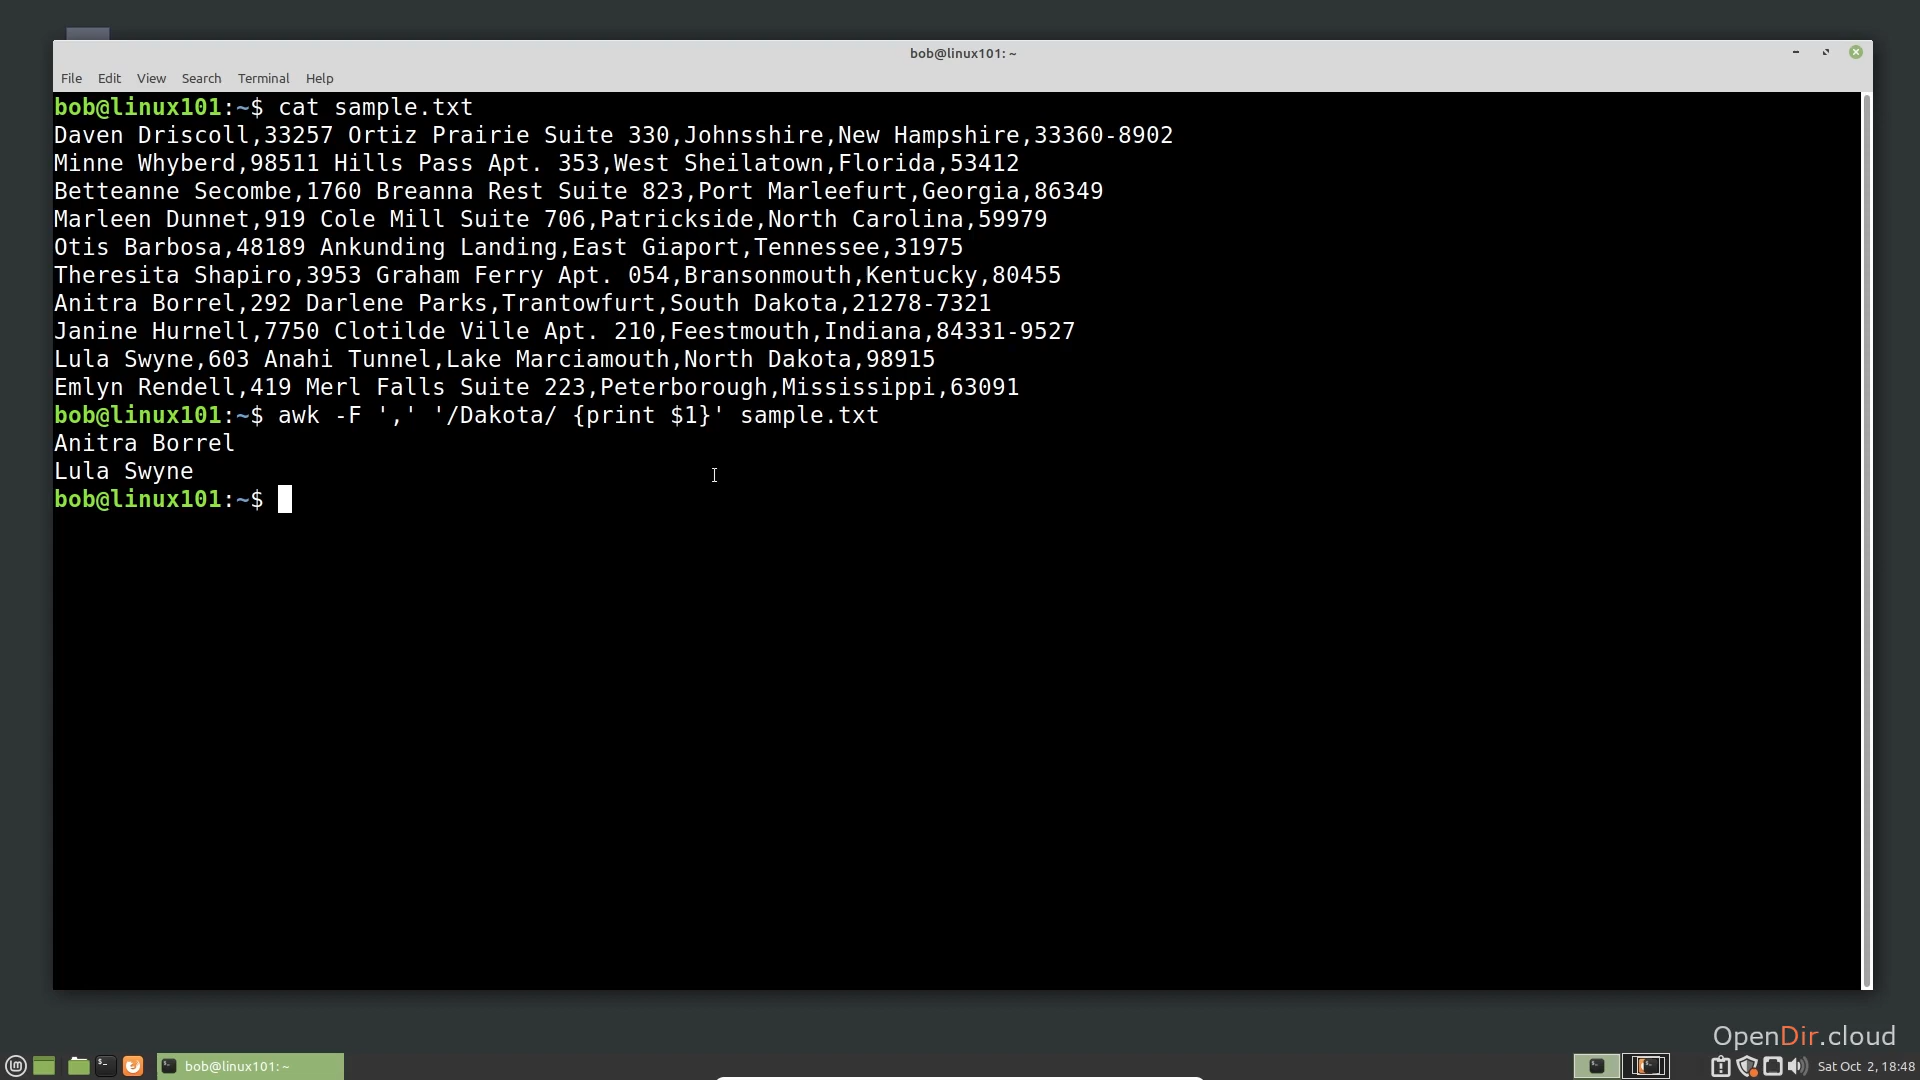 bob@linux101: ~
File Edit View Search Terminal Help
bob@linux101:~$ cat sample.txt
Daven Driscoll,33257 Ortiz Prairie Suite 330,Johnsshire,New Hampshire,33360-8902
Minne Whyberd,98511 Hills Pass Apt. 353,West Sheilatown,Florida,53412
Betteanne Secombe,1760 Breanna Rest Suite 823,Port Marleefurt,Georgia,86349
Marleen Dunnet,919 Cole Mill Suite 706,Patrickside,North Carolina,59979
Otis Barbosa,48189 Ankunding Landing,East Giaport,Tennessee,31975
Theresita Shapiro,3953 Graham Ferry Apt. 054,Bransonmouth,Kentucky,80455
Anitra Borrel,292 Darlene Parks,Trantowfurt,South Dakota,21278-7321
Janine Hurnell,7750 Clotilde Ville Apt. 210,Feestmouth,Indiana,84331-9527
Lula Swyne,603 Anahi Tunnel,Lake Marciamouth,North Dakota,98915
Emlyn Rendell,419 Merl Falls Suite 223,Peterborough,Mississippi,63091
bob@linux101:~$ awk -F ',' '/Dakota/ {print $1}' sample.txt
Anitra Borrel
Lula Swyne
bob@linux101:~$
OpenDir.cloud
bob@linux101: ~
Sat Oct 2, 18:48